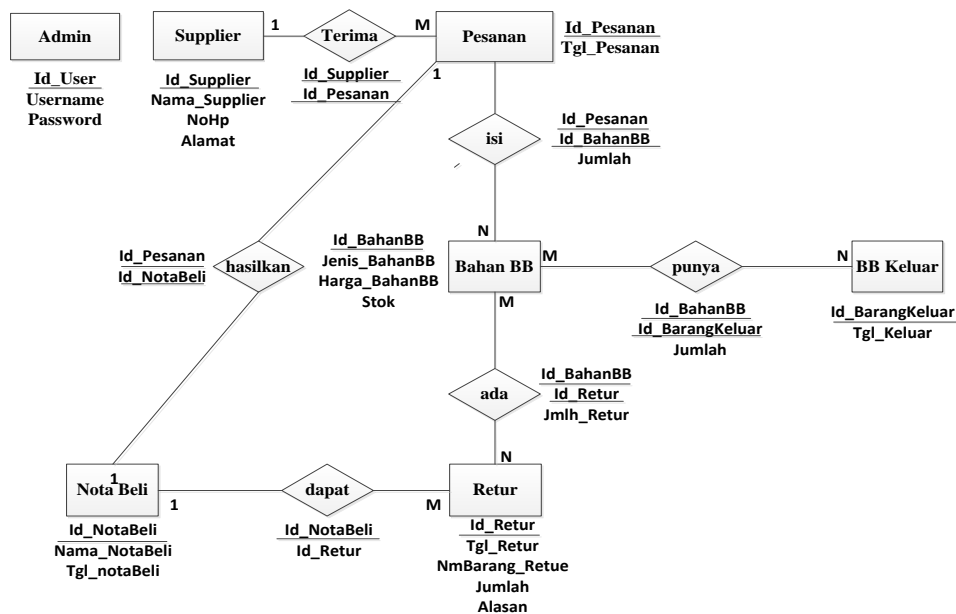 Admin
Id_User
Username
Password
Supplier
Id_Supplier
Nama_Supplier
NoHp
Alamat
1
Terima
M
Id_Supplier
Id_Pesanan
Pesanan
Id_Pesanan
Tgl_Pesanan
1
isi
Id_Pesanan
Id_BahanBB
Jumlah
N
Id_Pesanan
Id_NotaBeli
hasilkan
Id_BahanBB
Jenis_BahanBB
Harga_BahanBB
Stok
Bahan BB
M
punya
N
BB Keluar
Id_BahanBB
Id_BarangKeluar
Jumlah
Id_BarangKeluar
Tgl_Keluar
M
ada
Id_BahanBB
Id_Retur
Jmlh_Retur
N
1
Nota Beli
1
dapat
M
Retur
Id_NotaBeli
Nama_NotaBeli
Tgl_notaBeli
Id_NotaBeli
Id_Retur
Id_Retur
Tgl_Retur
NmBarang_Retue
Jumlah
Alasan